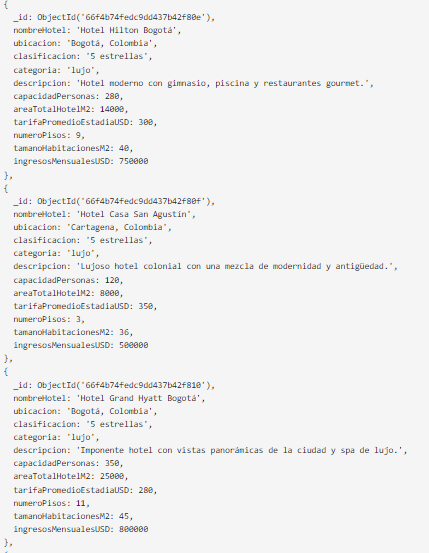 {
_id: ObjectId('66f4b74fedc9dd437b42f80e'),
nombreHotel: 'Hotel Hilton Bogotá',
ubicacion: 'Bogotá, Colombia',
clasificacion: '5 estrellas',
categoria: 'lujo',
descripcion: 'Hotel moderno con gimnasio, piscina y restaurantes gourmet.',
capacidadPersonas: 280,
areaTotalHotelM2: 14000,
tarifaPromedioEstadiaUSD: 300,
numeroPisos: 9,
tamanoHabitacionesM2: 40,
ingresosMensualesUSD: 750000
},
{
_id: ObjectId('66f4b74fedc9dd437b42f80f'),
nombreHotel: 'Hotel Casa San Agustín',
ubicacion: 'Cartagena, Colombia',
clasificacion: '5 estrellas',
categoria: 'lujo',
descripcion: 'Lujoso hotel colonial con una mezcla de modernidad y antigüedad.',
capacidadPersonas: 120,
areaTotalHotelM2: 8000,
tarifaPromedioEstadiaUSD: 350,
numeroPisos: 3,
tamanoHabitacionesM2: 36,
ingresosMensualesUSD: 500000
},
{
_id: ObjectId('66f4b74fedc9dd437b42f810'),
nombreHotel: 'Hotel Grand Hyatt Bogotá',
ubicacion: 'Bogotá, Colombia',
clasificacion: '5 estrellas',
categoria: 'lujo',
descripcion: 'Imponente hotel con vistas panorámicas de la ciudad y spa de lujo.',
capacidadPersonas: 350,
areaTotalHotelM2: 25000,
tarifaPromedioEstadiaUSD: 280,
numeroPisos: 11,
tamanoHabitacionesM2: 45,
ingresosMensualesUSD: 800000
},